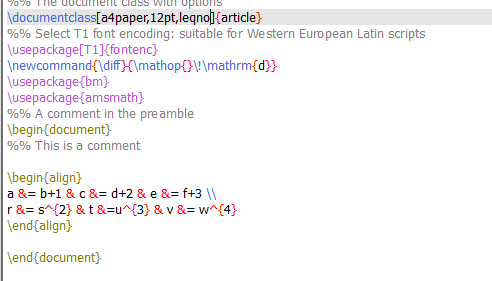 %% The document class with options
\documentclass[a4paper,12pt,leqno]{article}
%% Select T1 font encoding: suitable for Western European Latin scripts
\usepackage[T1]{fontenc}
\newcommand{\diff}{\mathop{}\!\mathrm{d}}
\usepackage{bm}
\usepackage{amsmath}
%% A comment in the preamble
\begin{document}
%% This is a comment
\begin{align}
a &= b+1 & c &= d+2 & e &= f+3 \\
r &= s^{2} & t &=u^{3} & v &= w^{4}
\end{align}
\end{document}